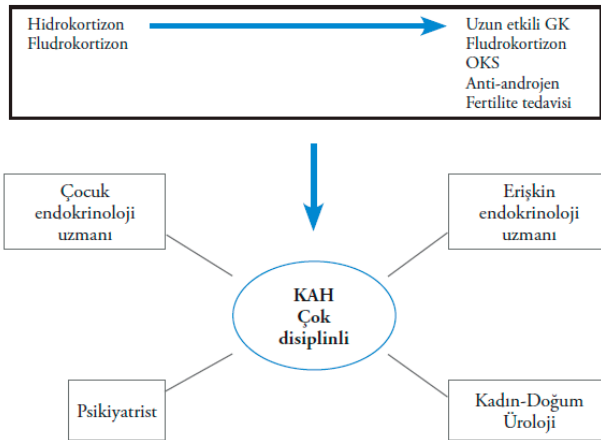 Hidrokortizon
Fludrokortizon
Uzun etkili GK
Fludrokortizon
OKS
Anti-androjen
Fertilite tedavisi
Çocuk
endokrinoloji
uzmanı
Erişkin
endokrinoloji
uzmanı
KAH
Çok
disiplinli
Psikiyatrist
Kadın-Doğum
Üroloji